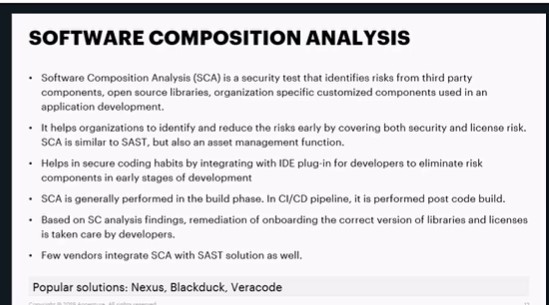 SOFTWARE COMPOSITION ANALYSIS
• Software Composition Analysis (SCA) is a security test that identifies risks from third party
components, open source libraries, organization specific customized components used in an
application development.
• It helps organizations to identify and reduce the risks early by covering both security and license risk.
SCA is similar to SAST, but also an asset management function.
• Helps in secure coding habits by integrating with IDE plug-in for developers to eliminate risk
components in early stages of development
• SCA is generally performed in the build phase. In CI/CD pipeline, it is performed post code build.
• Based on SC analysis findings, remediation of onboarding the correct version of libraries and licenses
is taken care by developers.
• Few vendors integrate SCA with SAST solution as well.
Popular solutions: Nexus, Blackduck, Veracode